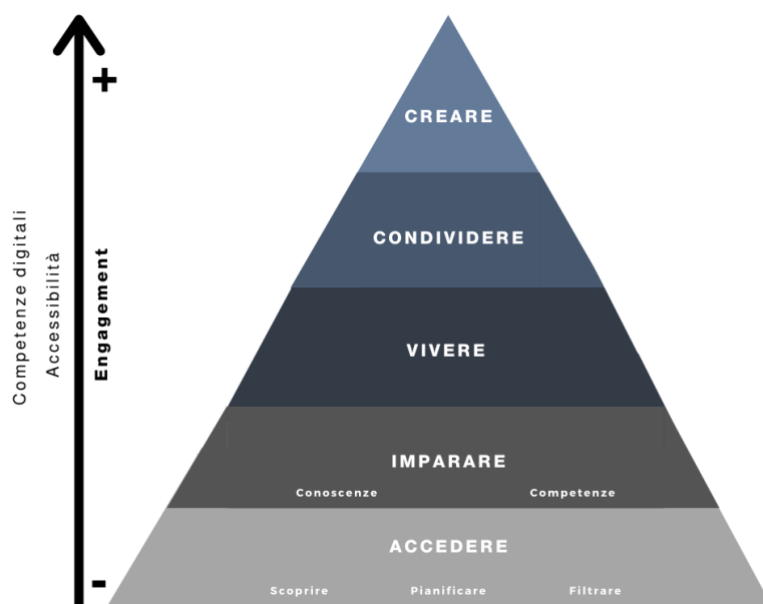 +
Competenze digitali
Accessibilità
Engagement
-
CREARE
CONDIVIDERE
VIVERE
IMPARARE
Conoscenze Competenze
ACCEDERE
Scoprire Pianificare Filtrare